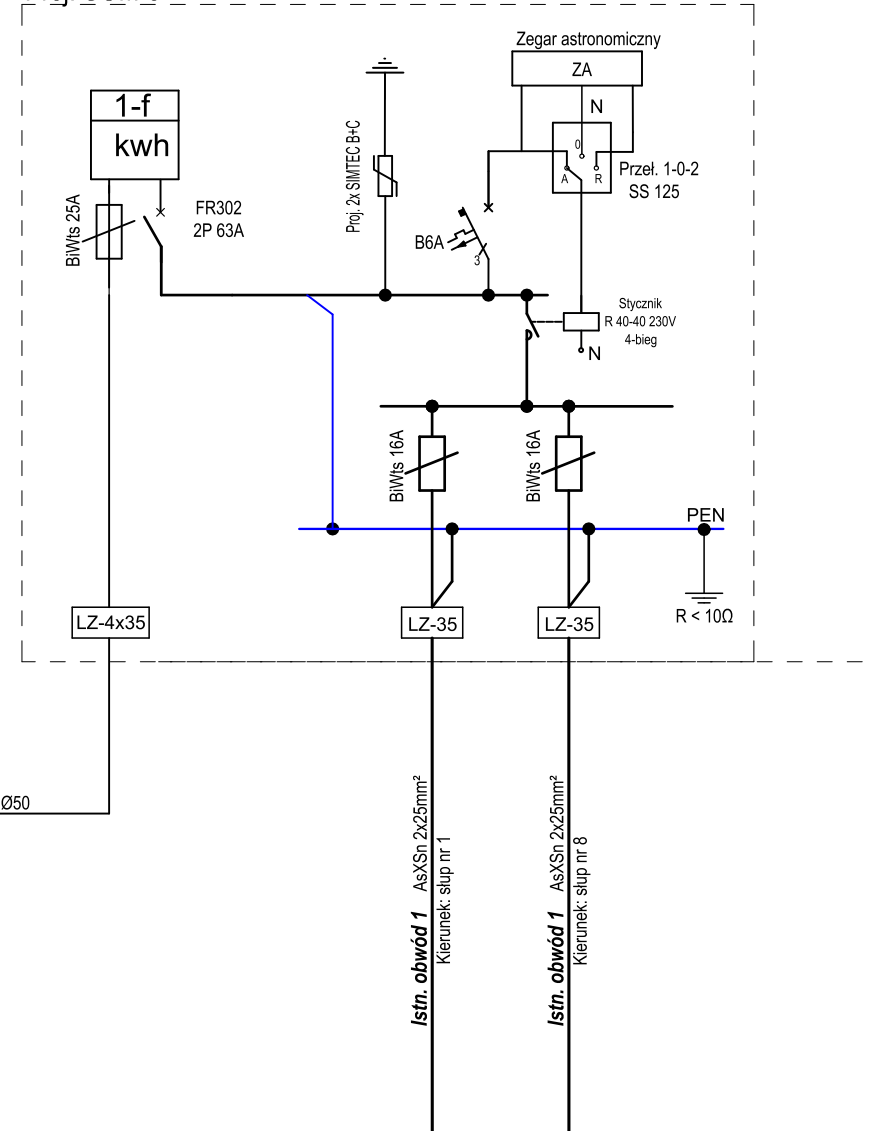 Zegar astronomiczny
ZA
N
0
A
R
Przeł. 1-0-2
SS 125
1-f
kwh
BiWts 25A
FR302
2P 63A
Proj. 2x SIMTEC B+C
B6A
3
Stycznik
R 40-40 230V
4-bieg
N
BiWts 16A
BiWts 16A
PEN
R < 10Ω
LZ-4x35
LZ-35
LZ-35
Ø50
Istn. obwód 1 AsXSn 2x25mm²
Kierunek: słup nr 1
Istn. obwód 1 AsXSn 2x25mm²
Kierunek: słup nr 8